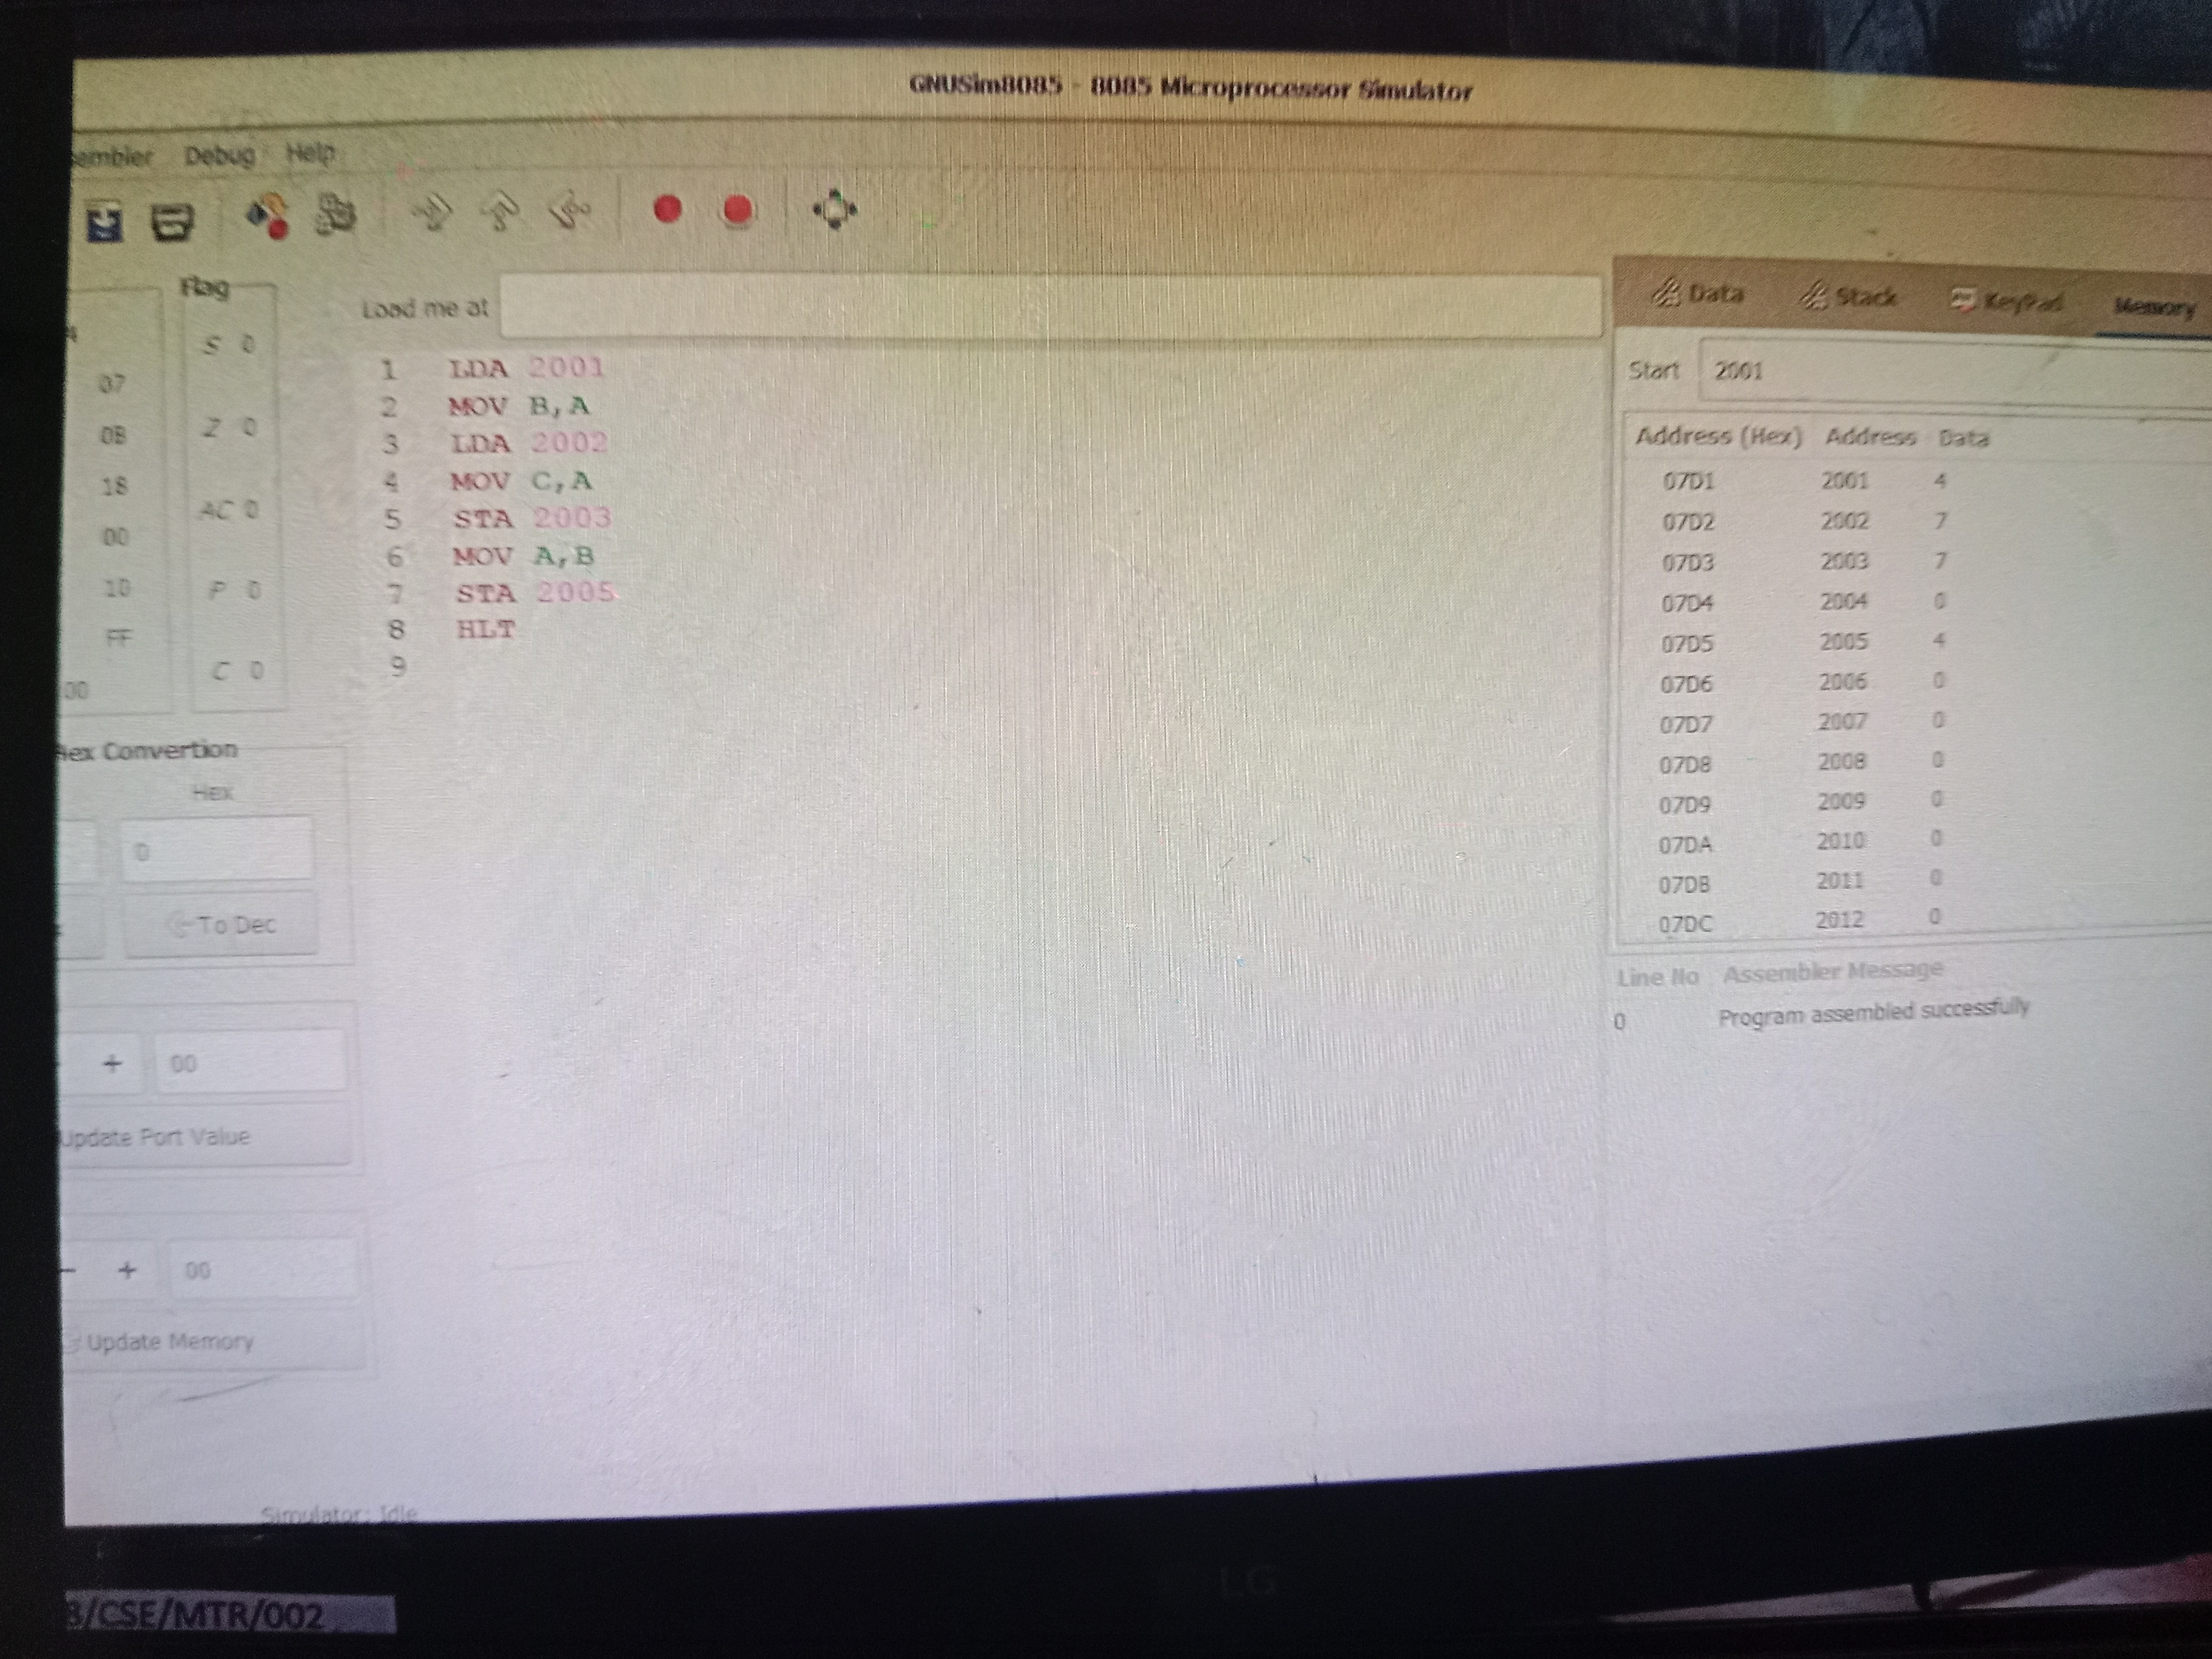 GNUSim8085 - 8085 Microprocessor Simulator
embler Debug Help
Flag
S 0
Z 0
AC 0
P 0
C 0
07
0B
18
00
10
FF
00
Load me at
1 LDA 2001
2 MOV B,A
3 LDA 2002
4 MOV C,A
5 STA 2003
6 MOV A,B
7 STA 2005
8 HLT
9
Hex Convertion
Hex
0
To Dec
+ 00
Update Port Value
- + 00
Update Memory
Simulator: Idle
Data Stack KeyPad Memory
Start 2001
Address (Hex) Address Data
07D1 2001 4
07D2 2002 7
07D3 2003 7
07D4 2004 0
07D5 2005 4
07D6 2006 0
07D7 2007 0
07D8 2008 0
07D9 2009 0
07DA 2010 0
07DB 2011 0
07DC 2012 0
Line No Assembler Message
0 Program assembled successfully
LG
/CSE/MTR/002